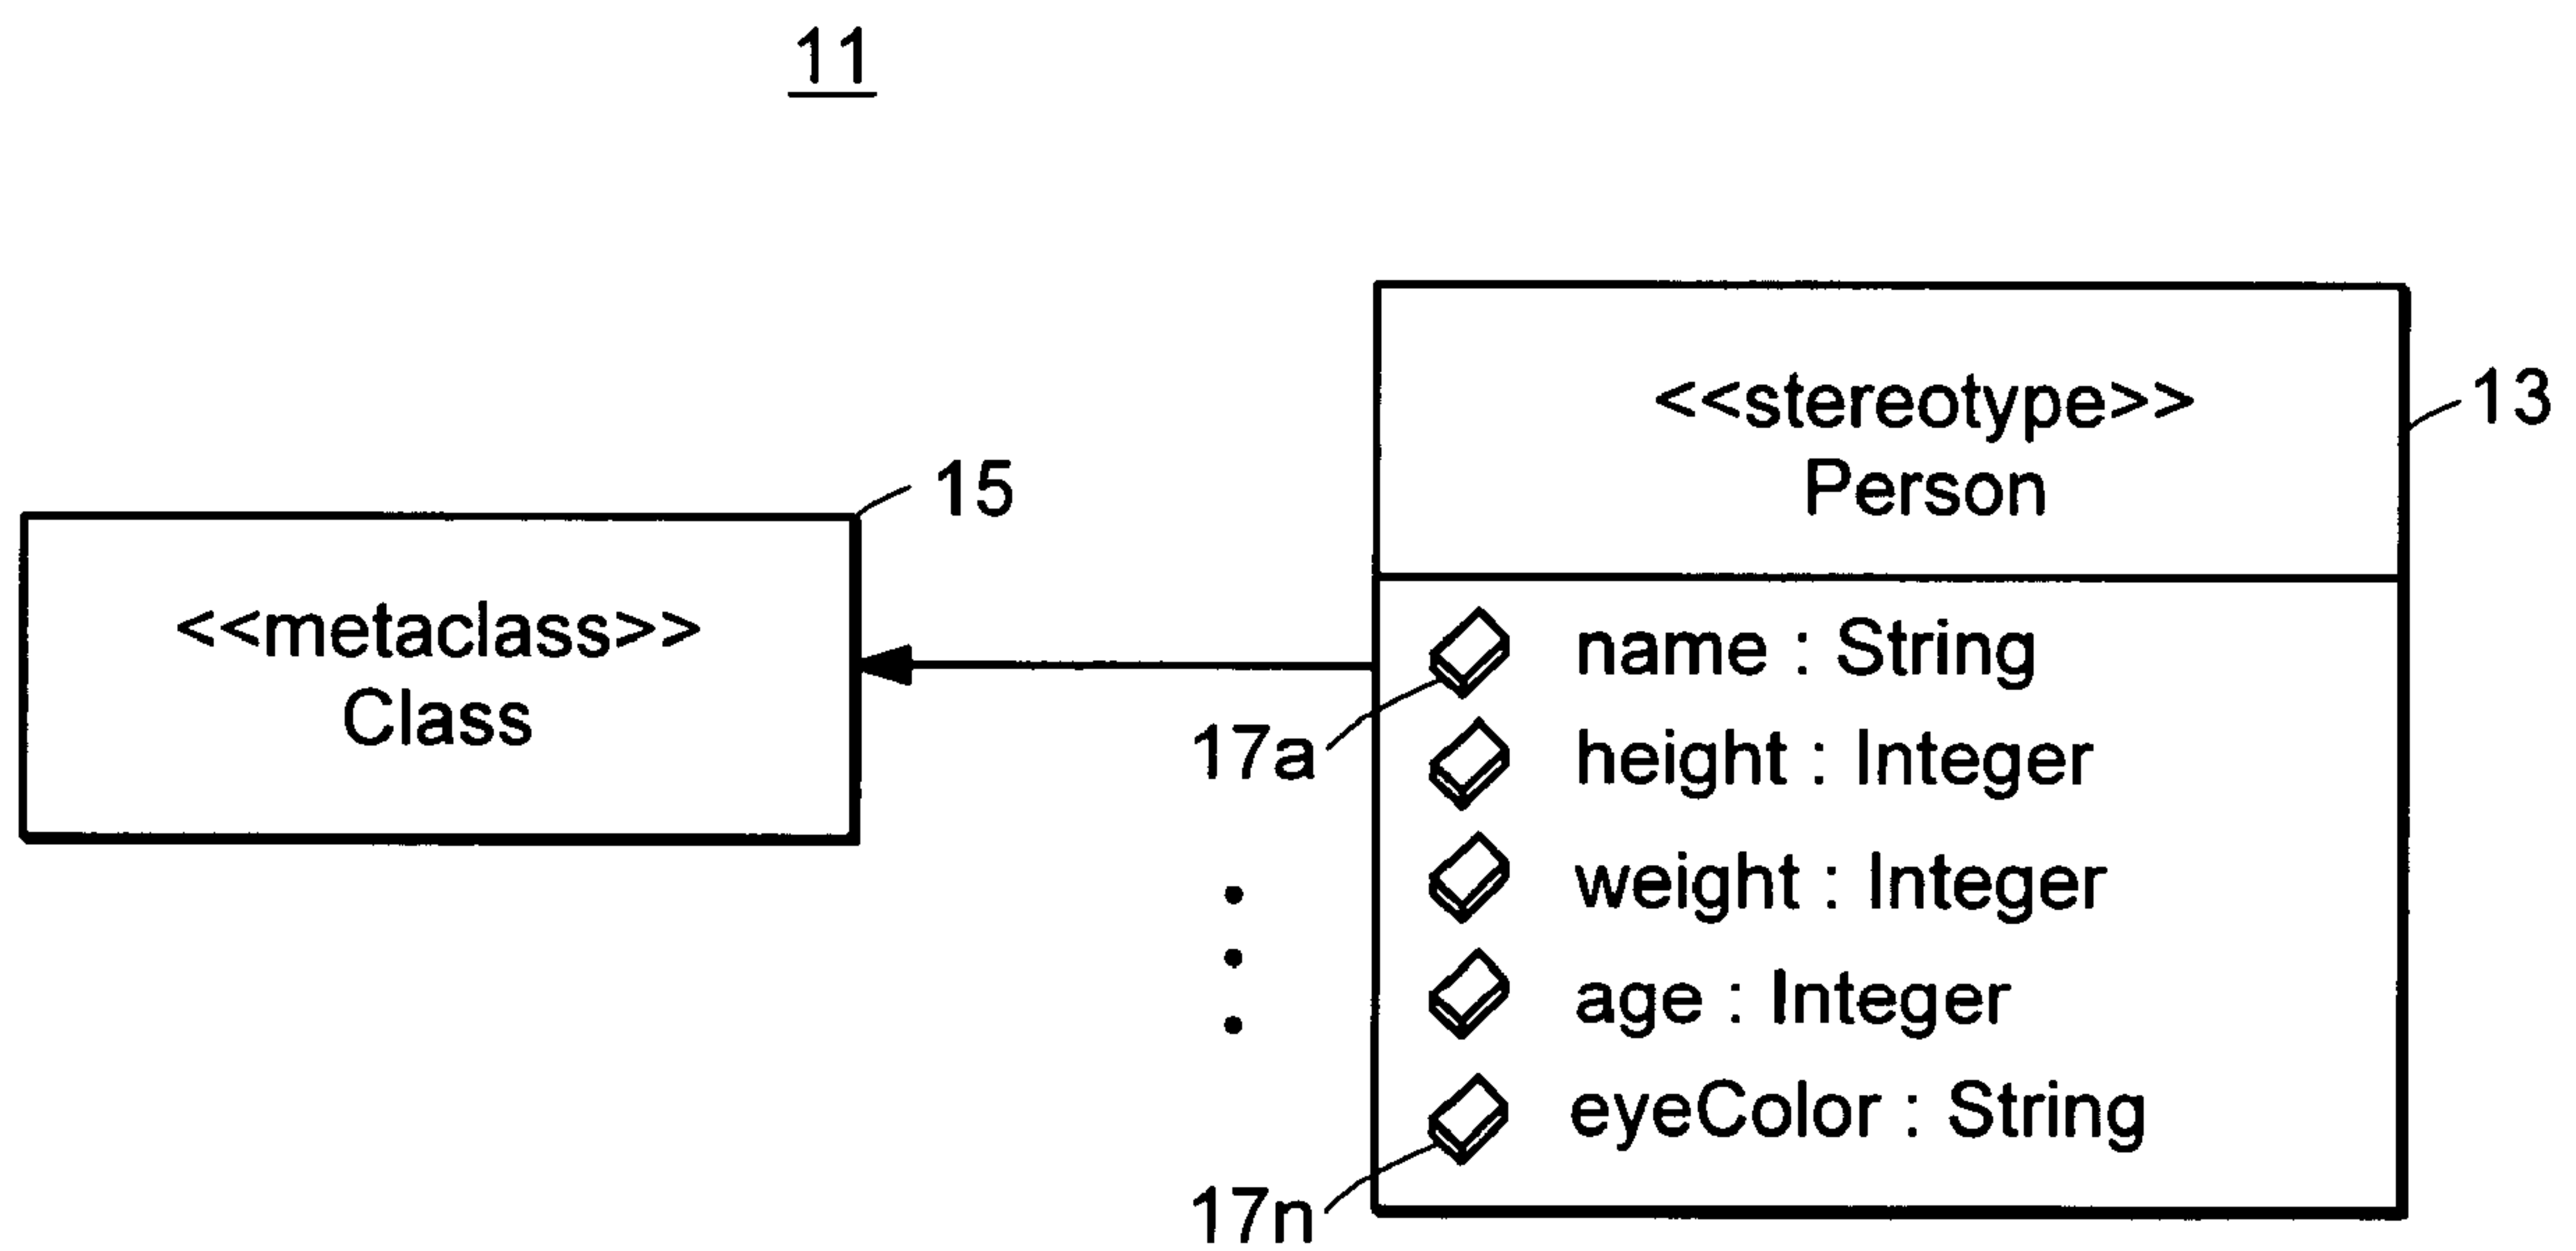 11
<<stereotype>>
Person
13
15
<<metaclass>>
Class
name : String
17a
height : Integer
weight : Integer
age : Integer
eyeColor : String
17n